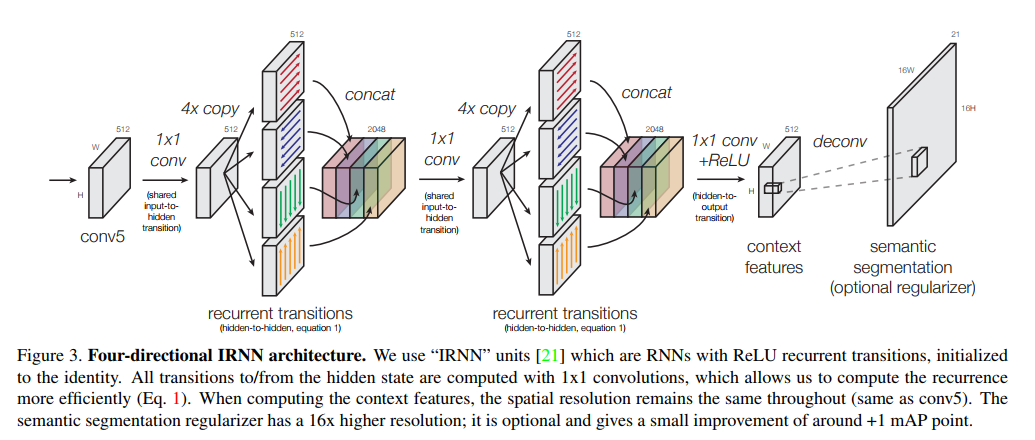 512
W
H
conv5
1x1
conv
(shared
input-to-
hidden
transition)
4x copy
512
512
recurrent transitions
(hidden-to-hidden, equation 1)
concat
2048
1x1
conv
(shared
input-to-
hidden
transition)
4x copy
512
512
recurrent transitions
(hidden-to-hidden, equation 1)
concat
2048
1x1 conv
+ReLU
(hidden-to-
output
transition)
W
H
512
context
features
deconv
21
16W
16H
semantic
segmentation
(optional regularizer)
Figure 3. Four-directional IRNN architecture. We use “IRNN” units [21] which are RNNs with ReLU recurrent transitions, initialized
to the identity. All transitions to/from the hidden state are computed with 1x1 convolutions, which allows us to compute the recurrence
more efficiently (Eq. 1). When computing the context features, the spatial resolution remains the same throughout (same as conv5). The
semantic segmentation regularizer has a 16x higher resolution; it is optional and gives a small improvement of around +1 mAP point.